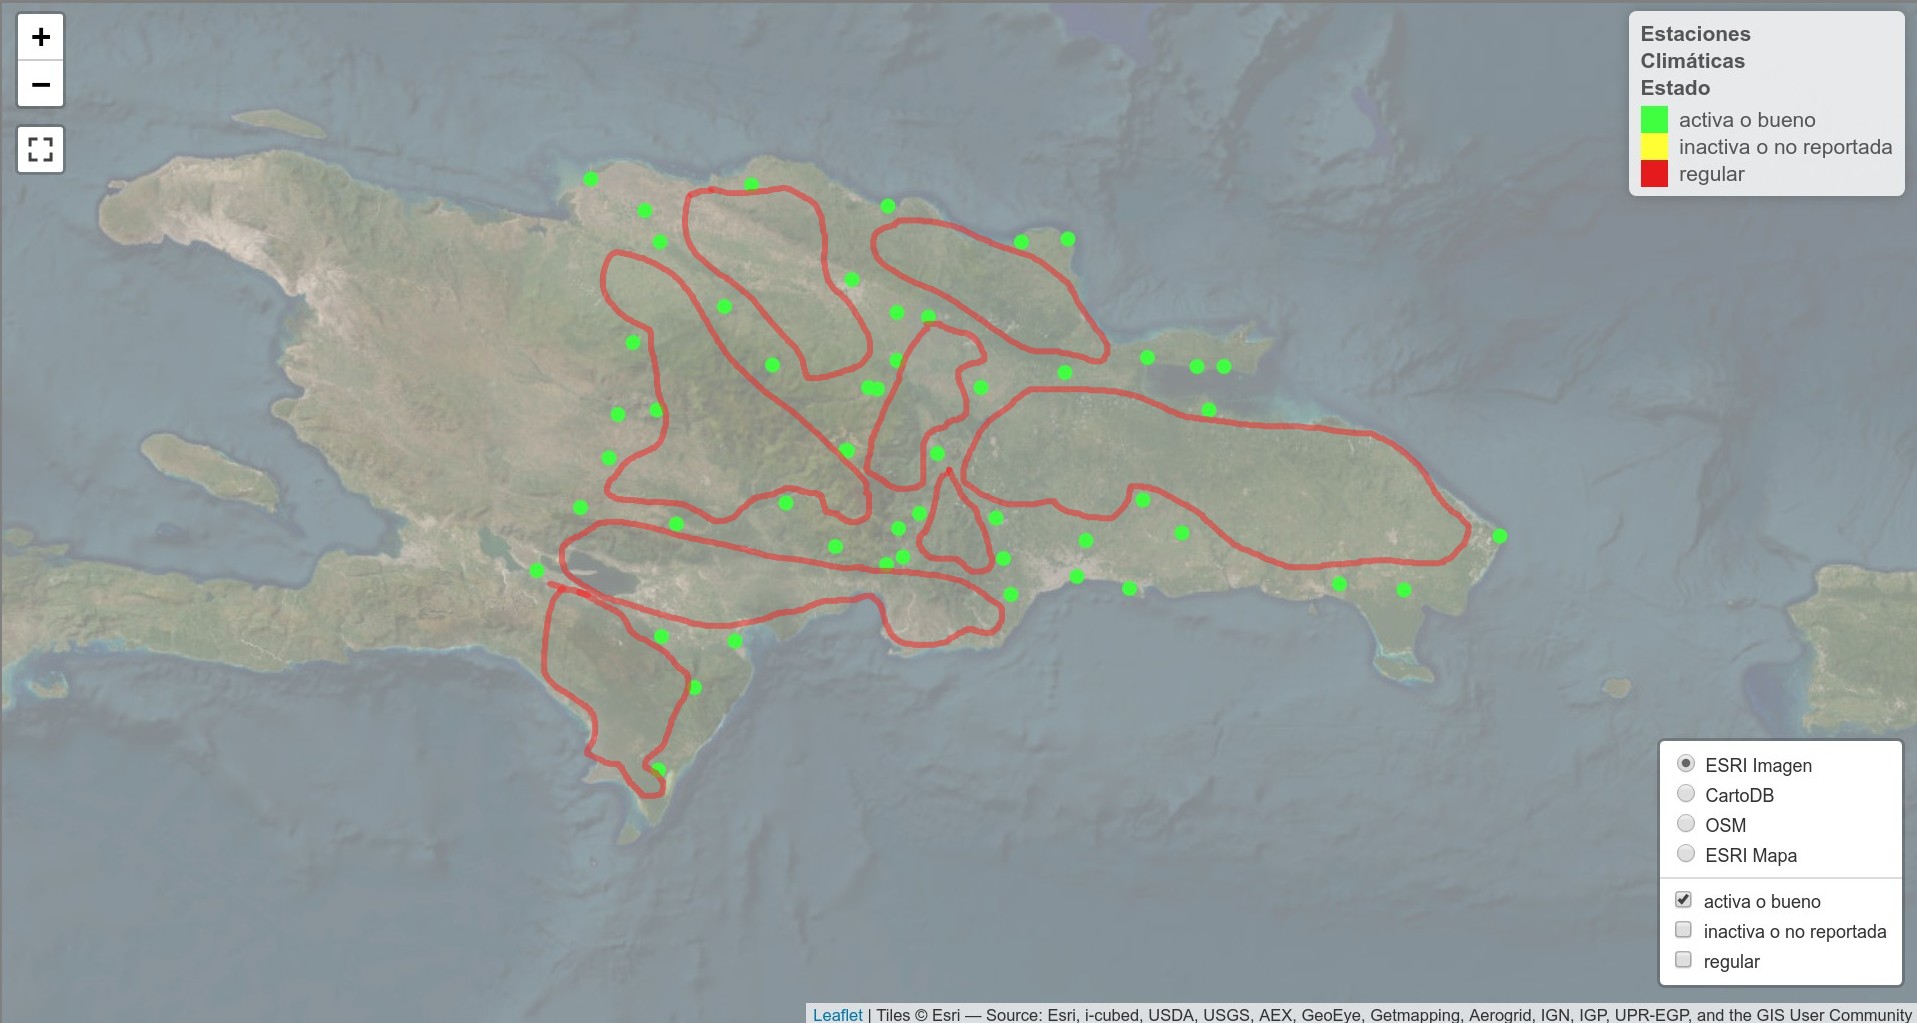 +
−
Estaciones
Climáticas
Estado
activa o bueno
inactiva o no reportada
regular
ESRI Imagen
CartoDB
OSM
ESRI Mapa
activa o bueno
inactiva o no reportada
regular
Leaflet | Tiles © Esri — Source: Esri, i-cubed, USDA, USGS, AEX, GeoEye, Getmapping, Aerogrid, IGN, IGP, UPR-EGP, and the GIS User Community